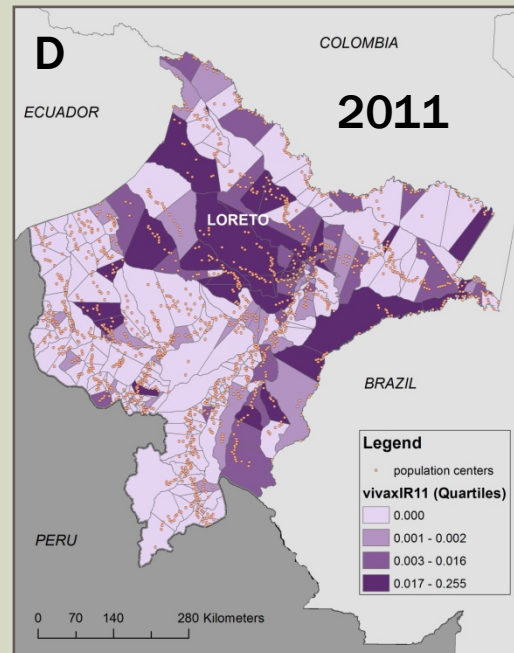 D
COLOMBIA
ECUADOR
2011
LORETO
BRAZIL
PERU
Legend
population centers
vivaxIR11 (Quartiles)
0.000
0.001 - 0.002
0.003 - 0.016
0.017 - 0.255
0 70 140 280 Kilometers